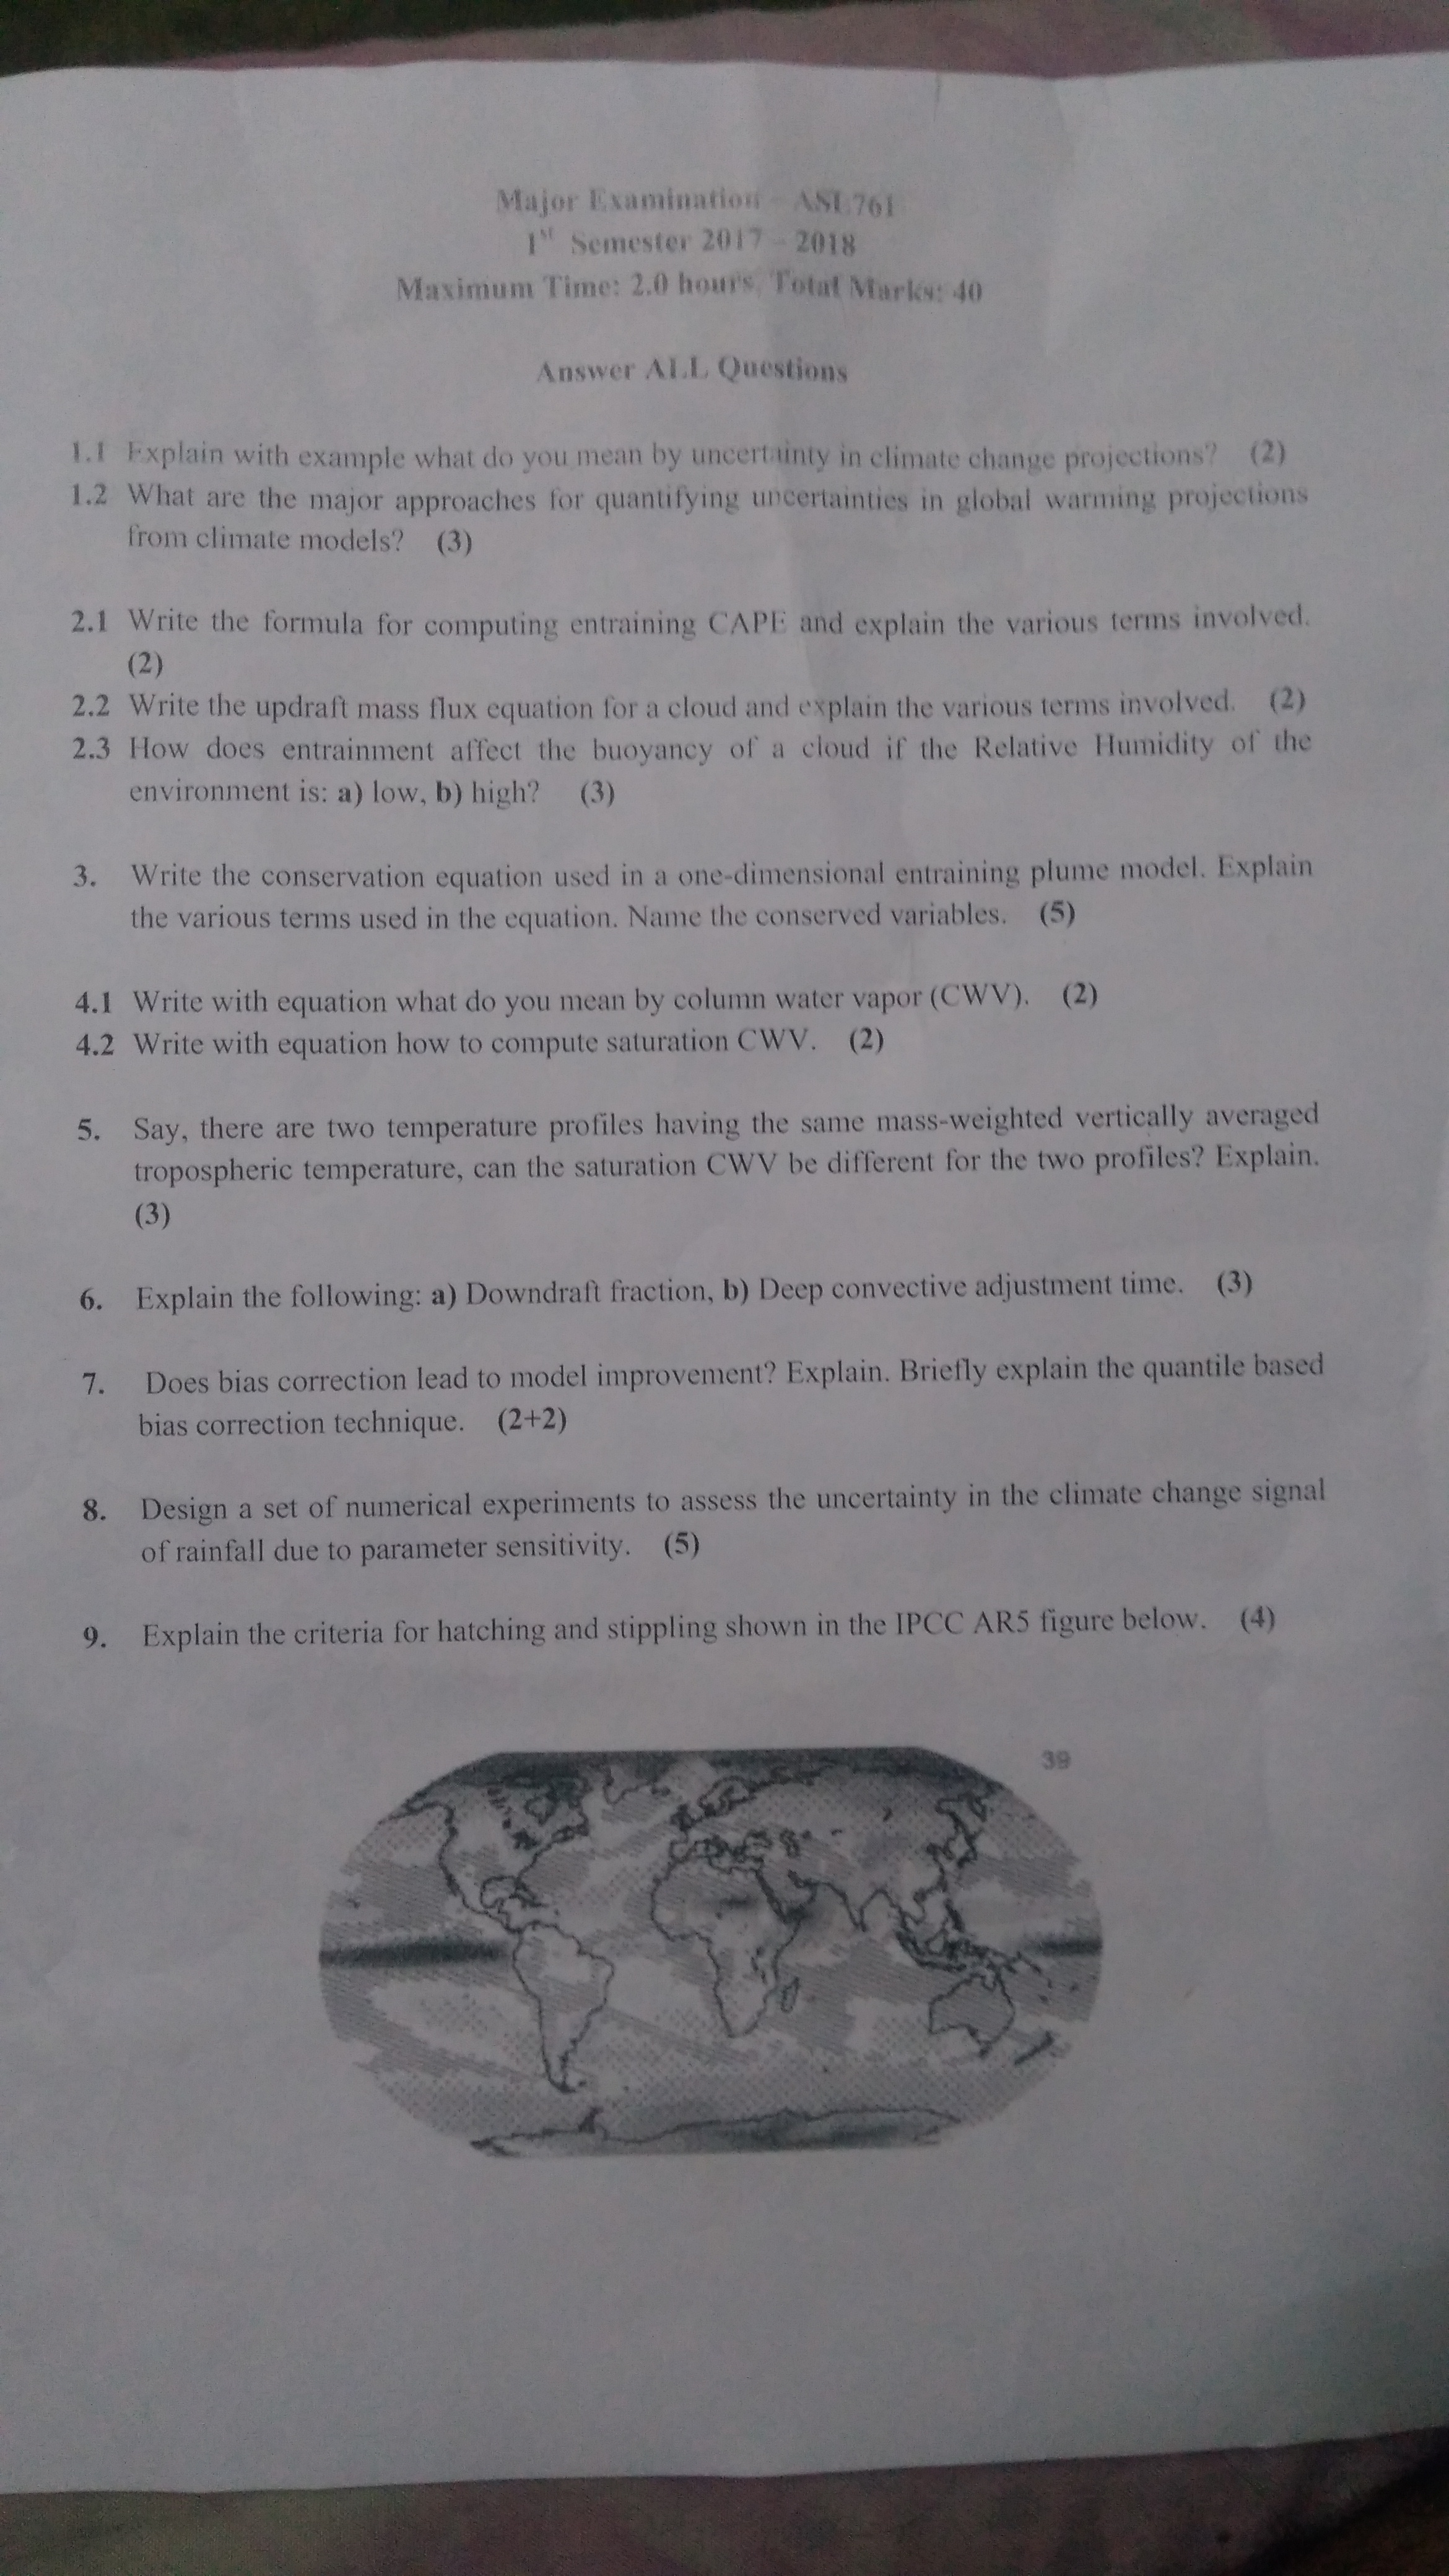 Major Examination - ASL761
1st Semester 2017 - 2018
Maximum Time: 2.0 hours, Total Marks: 40
Answer ALL Questions
1.1 Explain with example what do you mean by uncertainty in climate change projections? (2)
1.2 What are the major approaches for quantifying uncertainties in global warming projections
from climate models? (3)
2.1 Write the formula for computing entraining CAPE and explain the various terms involved.
(2)
2.2 Write the updraft mass flux equation for a cloud and explain the various terms involved. (2)
2.3 How does entrainment affect the buoyancy of a cloud if the Relative Humidity of the
environment is: a) low, b) high? (3)
3. Write the conservation equation used in a one-dimensional entraining plume model. Explain
the various terms used in the equation. Name the conserved variables. (5)
4.1 Write with equation what do you mean by column water vapor (CWV). (2)
4.2 Write with equation how to compute saturation CWV. (2)
5. Say, there are two temperature profiles having the same mass-weighted vertically averaged
tropospheric temperature, can the saturation CWV be different for the two profiles? Explain.
(3)
6. Explain the following: a) Downdraft fraction, b) Deep convective adjustment time. (3)
7. Does bias correction lead to model improvement? Explain. Briefly explain the quantile based
bias correction technique. (2+2)
8. Design a set of numerical experiments to assess the uncertainty in the climate change signal
of rainfall due to parameter sensitivity. (5)
9. Explain the criteria for hatching and stippling shown in the IPCC AR5 figure below. (4)
39